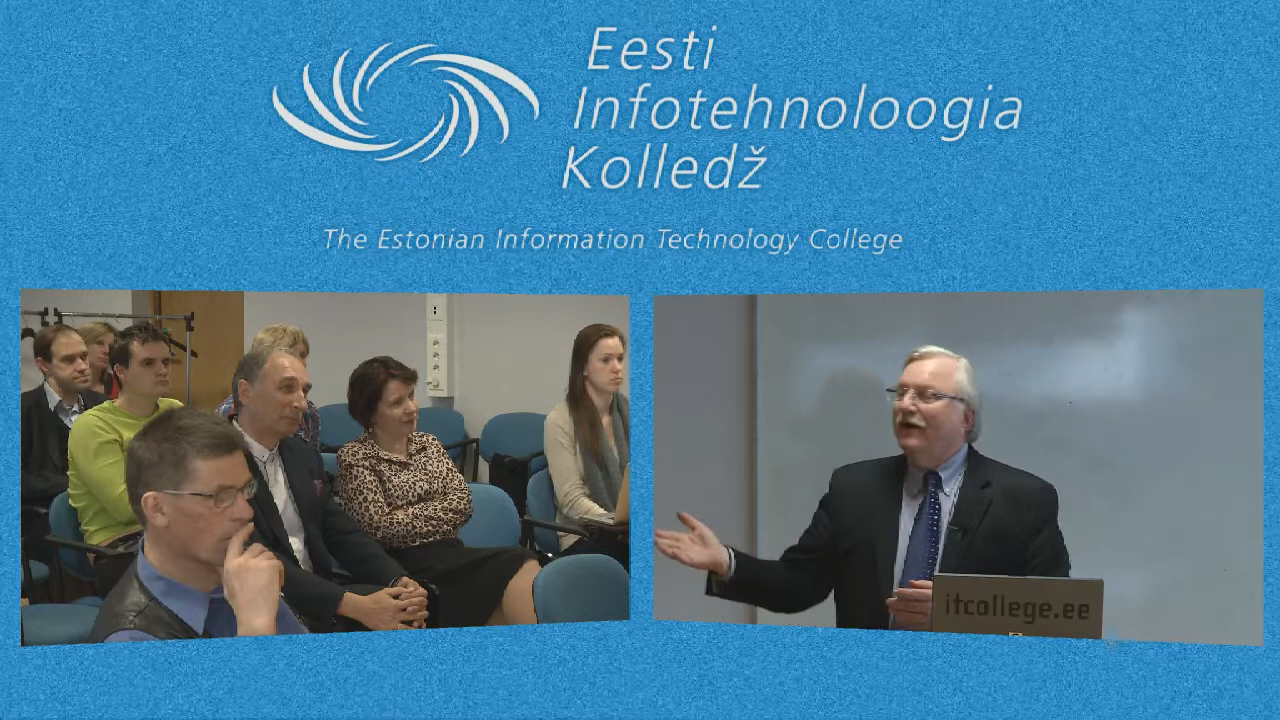 Eesti
Infotehnoloogia
Kolledž
The Estonian Information Technology College
itcollege.ee